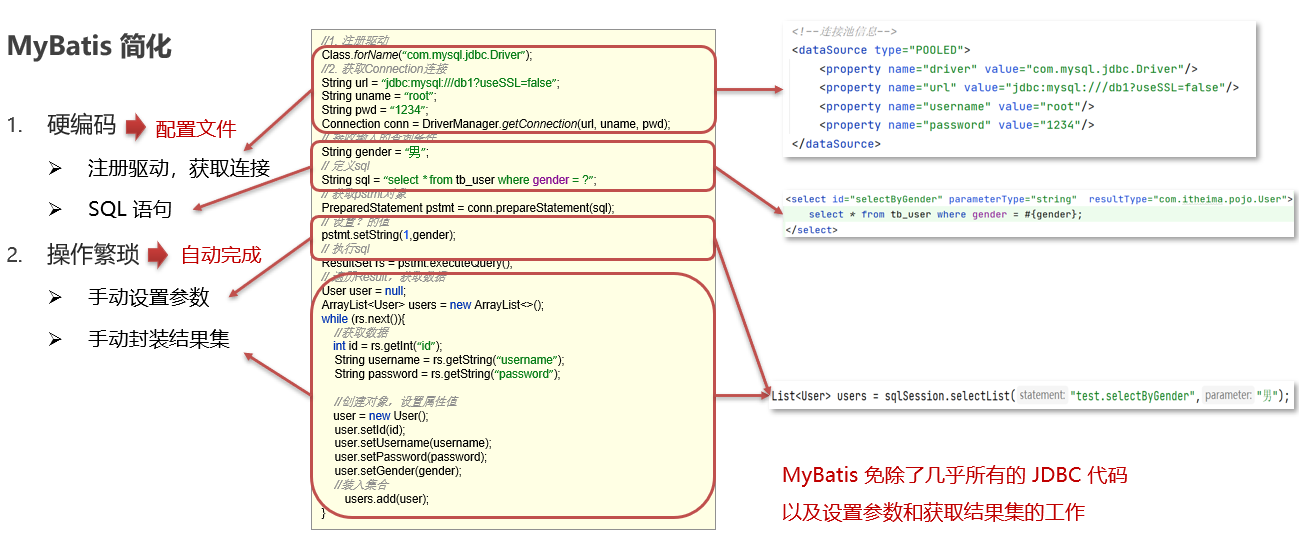 MyBatis 简化
1. 硬编码 配置文件
注册驱动，获取连接
SQL 语句
2. 操作繁琐 自动完成
手动设置参数
手动封装结果集
//1. 注册驱动
Class.forName("com.mysql.jdbc.Driver");
//2. 获取Connection连接
String url = "jdbc:mysql:///db1?useSSL=false";
String uname = "root";
String pwd = "1234";
Connection conn = DriverManager.getConnection(url, uname, pwd);
// 接收输入的查询条件
String gender = "男";
// 定义sql
String sql = "select * from tb_user where gender = ?";
// 获取pstmt对象
PreparedStatement pstmt = conn.prepareStatement(sql);
// 设置？的值
pstmt.setString(1,gender);
// 执行sql
ResultSet rs = pstmt.executeQuery();
// 遍历Result，获取数据
User user = null;
ArrayList<User> users = new ArrayList<>();
while (rs.next()){
//获取数据
int id = rs.getInt("id");
String username = rs.getString("username");
String password = rs.getString("password");
//创建对象，设置属性值
user = new User();
user.setId(id);
user.setUsername(username);
user.setPassword(password);
user.setGender(gender);
//装入集合
users.add(user);
}
<!--连接池信息-->
<dataSource type="POOLED">
<property name="driver" value="com.mysql.jdbc.Driver"/>
<property name="url" value="jdbc:mysql:///db1?useSSL=false"/>
<property name="username" value="root"/>
<property name="password" value="1234"/>
</dataSource>
<select id="selectByGender" parameterType="string" resultType="com.itheima.pojo.User">
select * from tb_user where gender = #{gender};
</select>
List<User> users = sqlSession.selectList( statement: "test.selectByGender", parameter: "男");
MyBatis 免除了几乎所有的 JDBC 代码
以及设置参数和获取结果集的工作